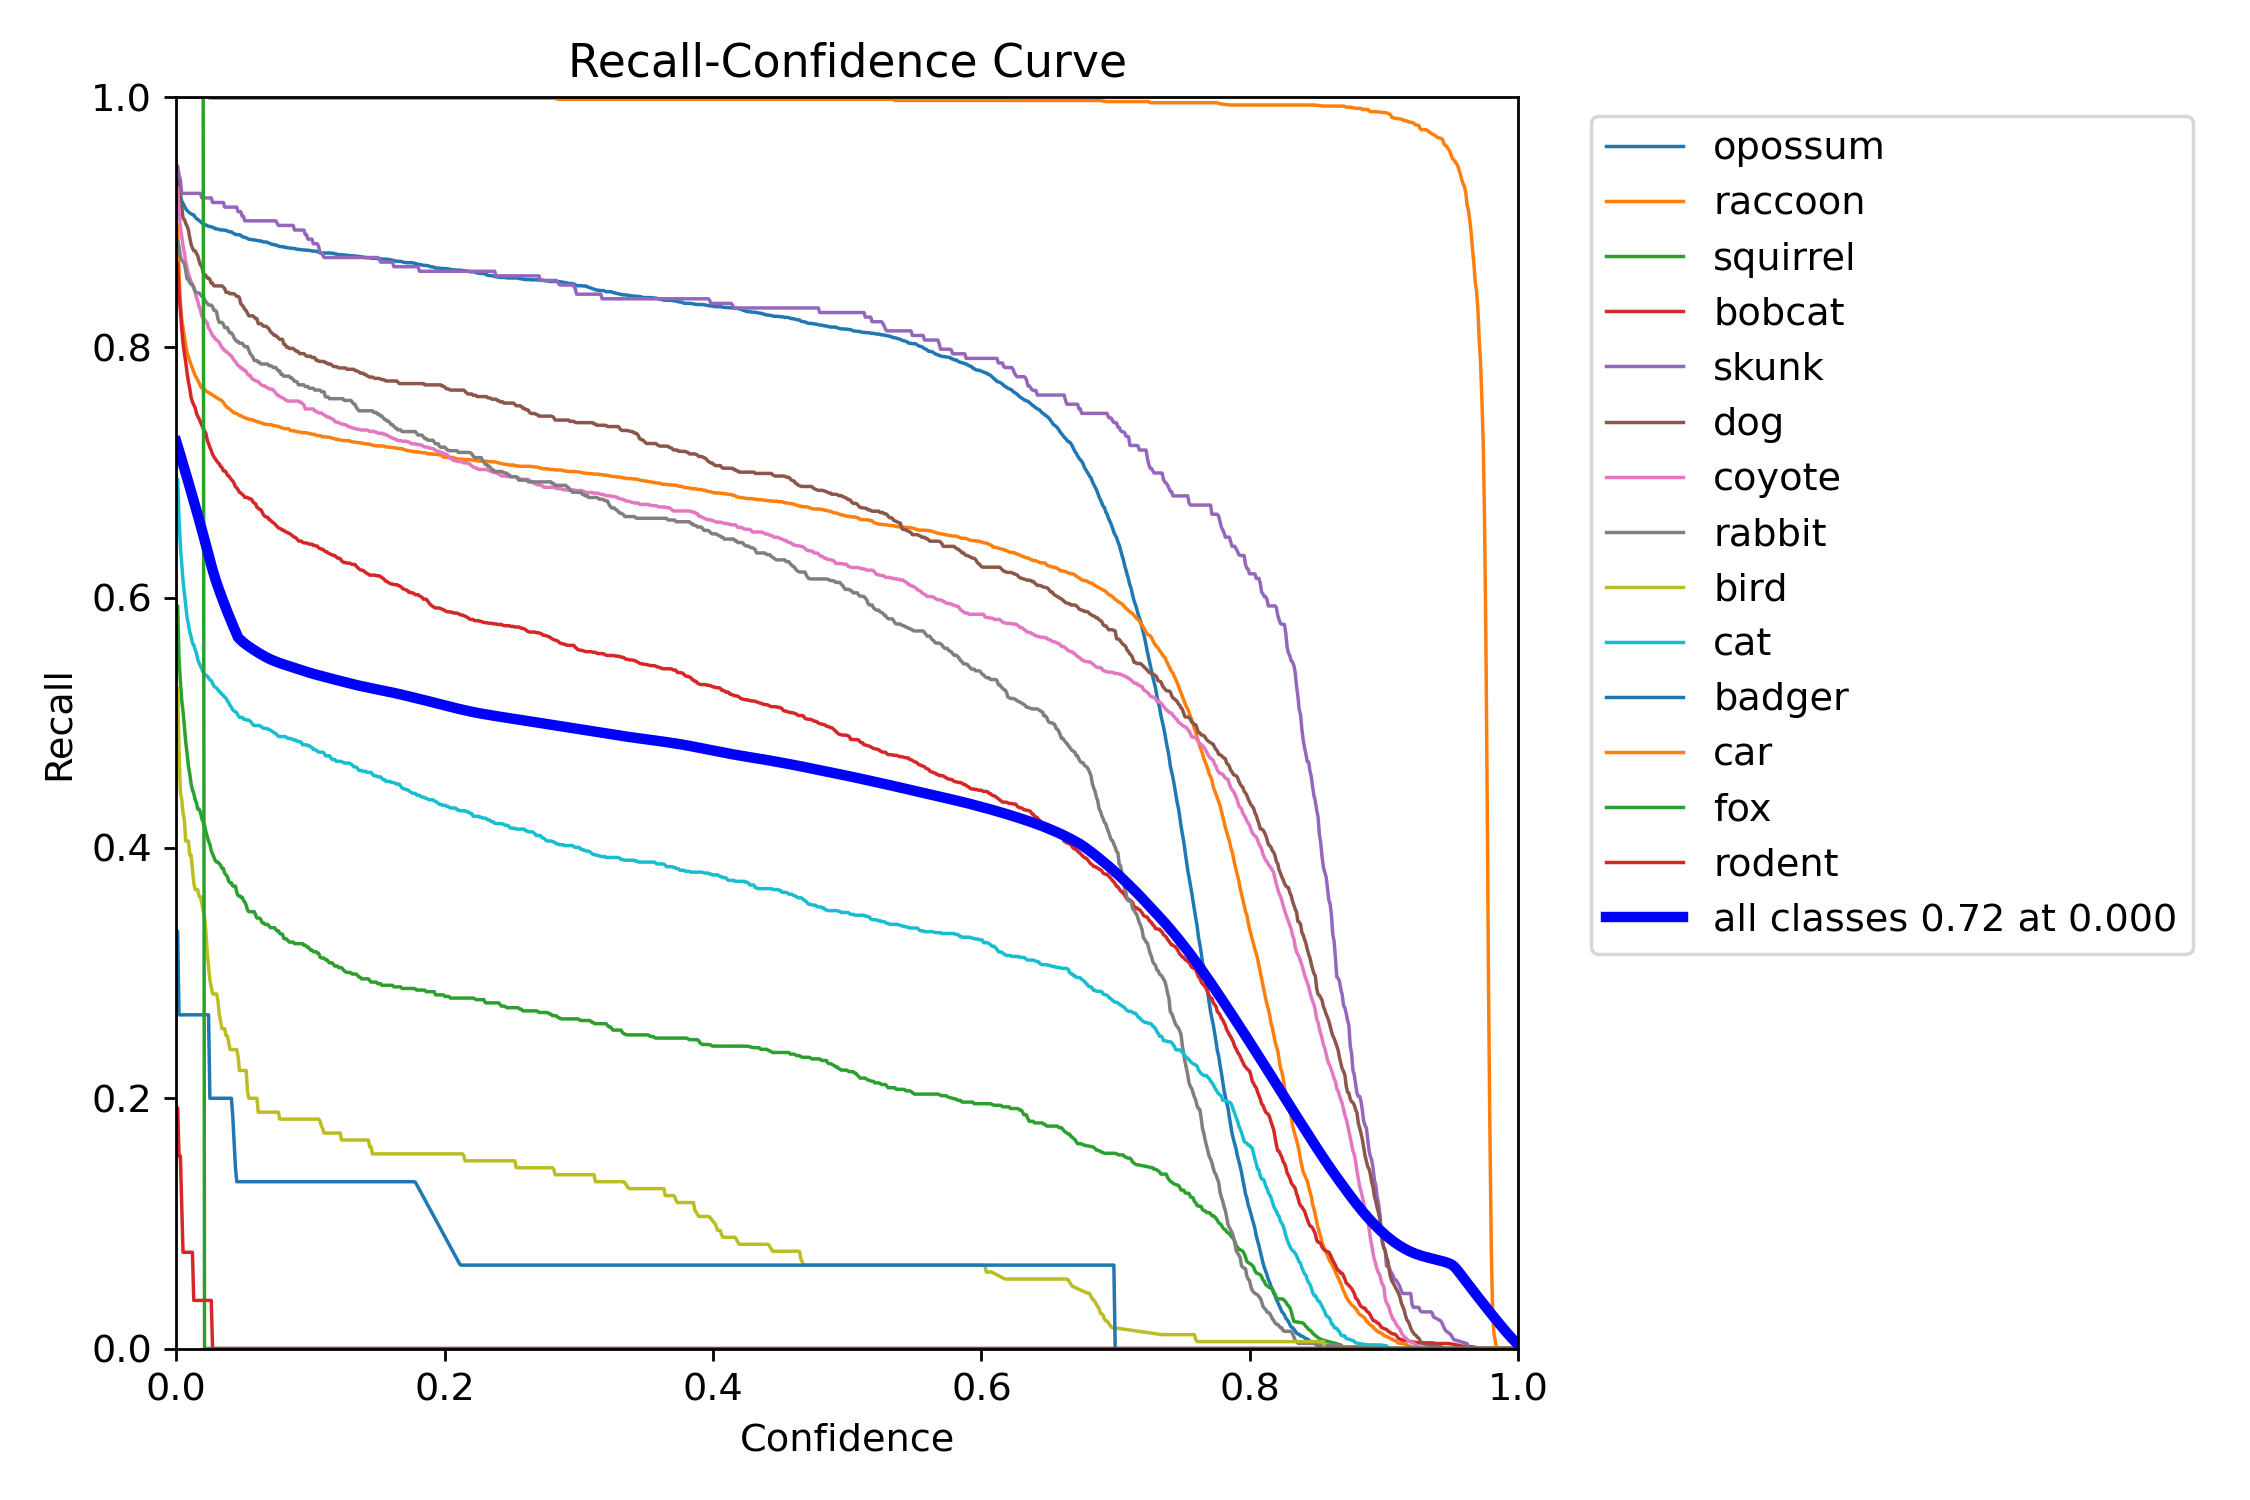 Recall-Confidence Curve
1.0
0.8
0.6
0.4
0.2
0.0
Recall
0.0 0.2 0.4 0.6 0.8 1.0
Confidence
opossum
raccoon
squirrel
bobcat
skunk
dog
coyote
rabbit
bird
cat
badger
car
fox
rodent
all classes 0.72 at 0.000